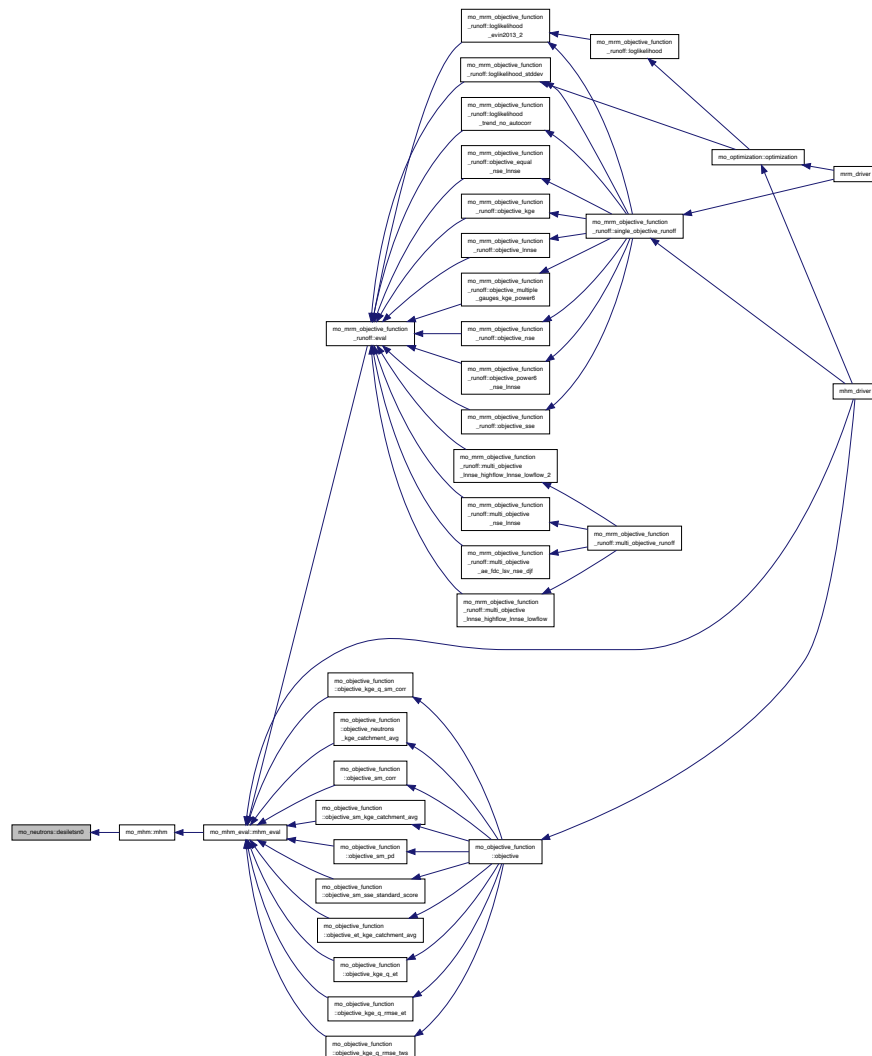 mo_mrm_objective_function
_runoff::loglikelihood
_evin2013_2
mo_mrm_objective_function
_runoff::loglikelihood
mo_mrm_objective_function
_runoff::loglikelihood_stddev
mo_mrm_objective_function
_runoff::loglikelihood
_trend_no_autocorr
mo_mrm_objective_function
_runoff::objective_equal
_nse_lnnse
mo_optimization::optimization
mrm_driver
mo_mrm_objective_function
_runoff::objective_kge
mo_mrm_objective_function
_runoff::single_objective_runoff
mo_mrm_objective_function
_runoff::objective_lnnse
mo_mrm_objective_function
_runoff::objective_multiple
_gauges_kge_power6
mo_mrm_objective_function
_runoff::eval
mo_mrm_objective_function
_runoff::objective_nse
mo_mrm_objective_function
_runoff::objective_power6
_nse_lnnse
mhm_driver
mo_mrm_objective_function
_runoff::objective_sse
mo_mrm_objective_function
_runoff::multi_objective
_lnnse_highflow_lnnse_lowflow_2
mo_mrm_objective_function
_runoff::multi_objective
_nse_lnnse
mo_mrm_objective_function
_runoff::multi_objective_runoff
mo_mrm_objective_function
_runoff::multi_objective
_ae_fdc_lsv_nse_djf
mo_mrm_objective_function
_runoff::multi_objective
_lnnse_highflow_lnnse_lowflow
mo_objective_function
::objective_kge_q_sm_corr
mo_objective_function
::objective_neutrons
_kge_catchment_avg
mo_objective_function
::objective_sm_corr
mo_objective_function
::objective_sm_kge_catchment_avg
mo_neutrons::desiletsn0
mo_mhm::mhm
mo_mhm_eval::mhm_eval
mo_objective_function
::objective_sm_pd
mo_objective_function
::objective
mo_objective_function
::objective_sm_sse_standard_score
mo_objective_function
::objective_et_kge_catchment_avg
mo_objective_function
::objective_kge_q_et
mo_objective_function
::objective_kge_q_rmse_et
mo_objective_function
::objective_kge_q_rmse_tws